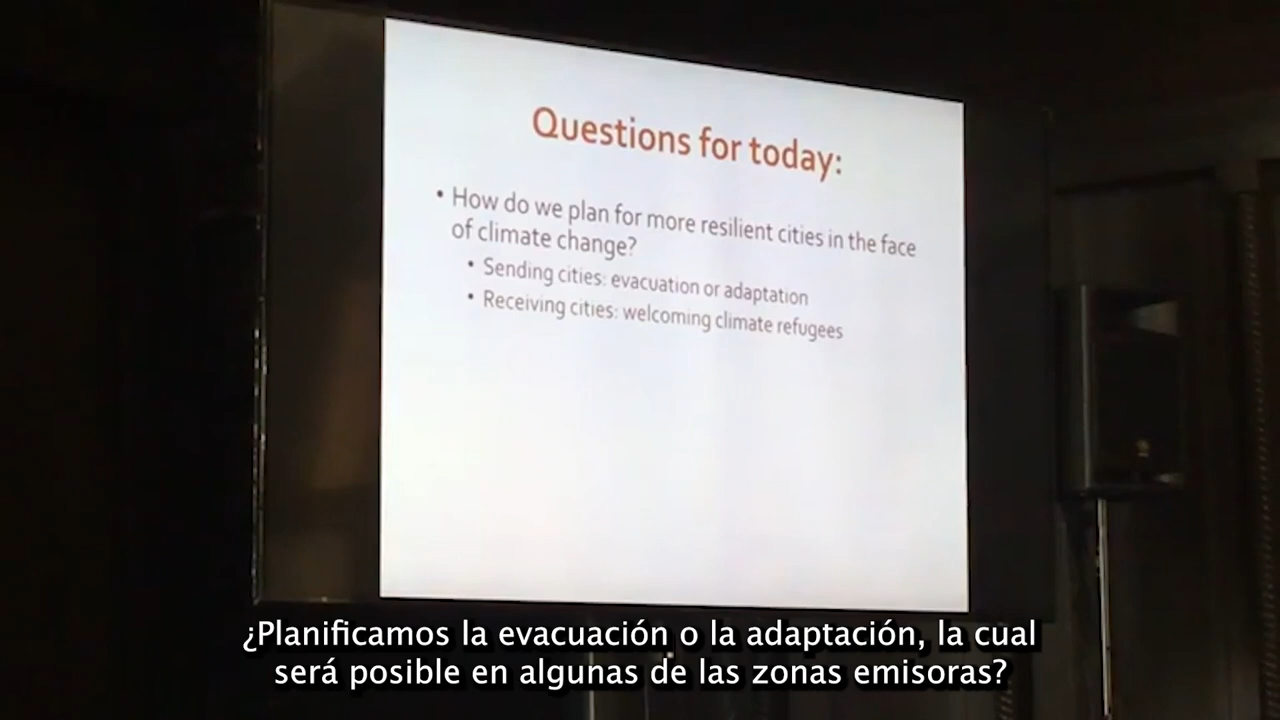 Questions for today:
• How do we plan for more resilient cities in the face
of climate change?
• Sending cities: evacuation or adaptation
• Receiving cities: welcoming climate refugees
¿Planificamos la evacuación o la adaptación, la cual
será posible en algunas de las zonas emisoras?